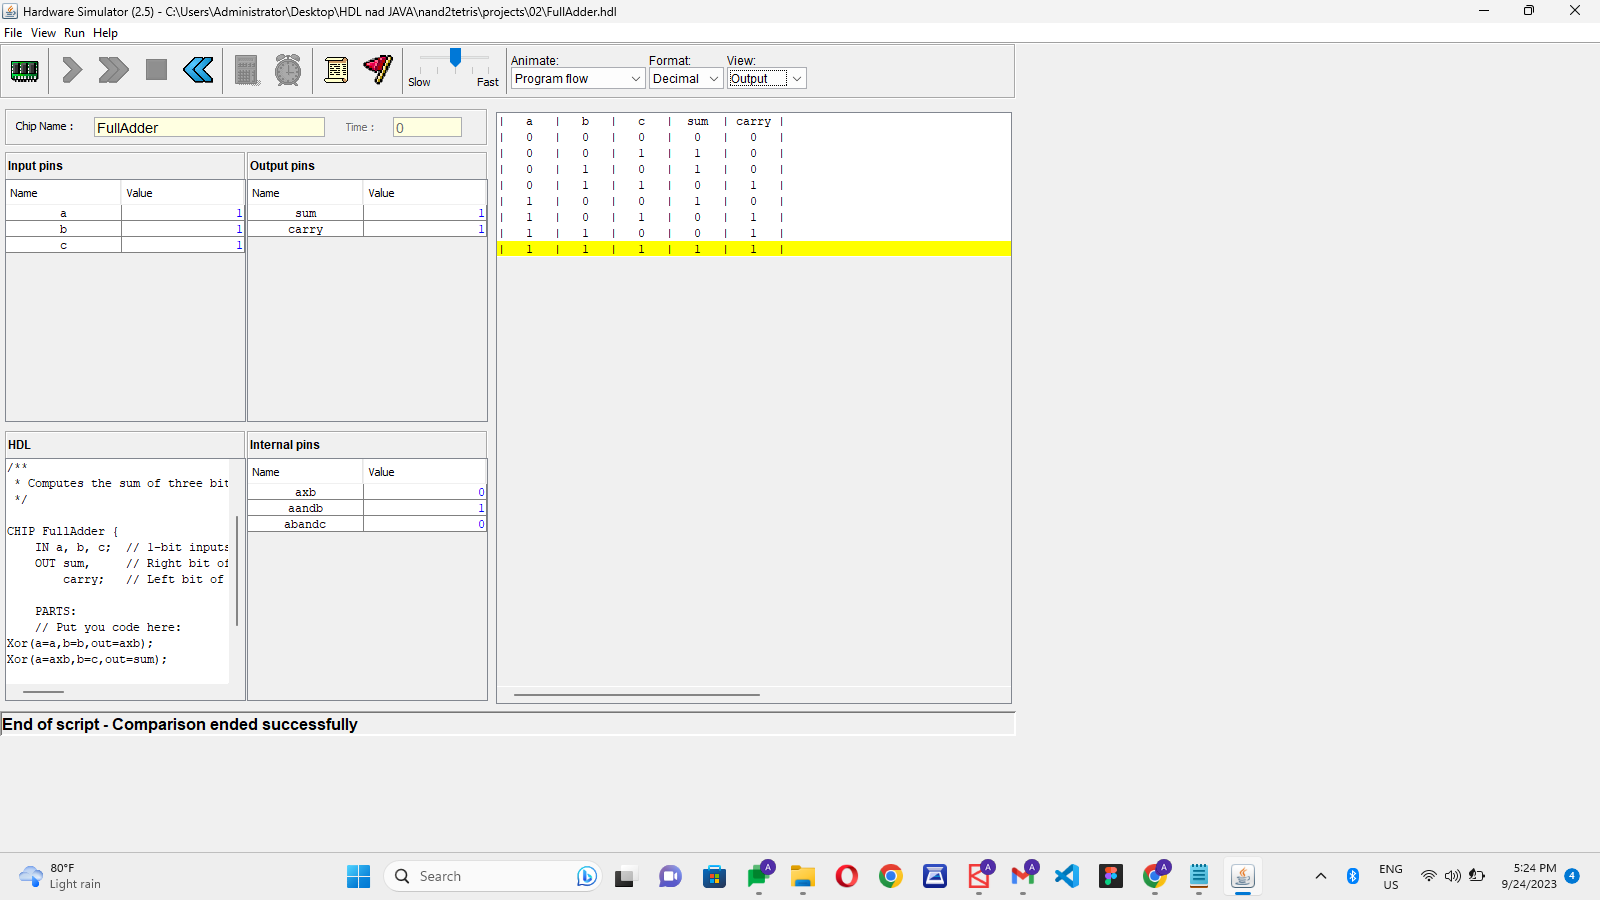 Hardware Simulator (2.5) - C:\Users\Administrator\Desktop\HDL nad JAVA\nand2tetris\projects\02\FullAdder.hdl
File View Run Help
Slow Fast
Animate: Format: View:
Program flow Decimal Output
Chip Name : FullAdder Time : 0
Input pins
Name Value
a 1
b 1
c 1
Output pins
Name Value
sum 1
carry 1
| a | b | c | sum | carry |
| 0 | 0 | 0 | 0 | 0 |
| 0 | 0 | 1 | 1 | 0 |
| 0 | 1 | 0 | 1 | 0 |
| 0 | 1 | 1 | 0 | 1 |
| 1 | 0 | 0 | 1 | 0 |
| 1 | 0 | 1 | 0 | 1 |
| 1 | 1 | 0 | 0 | 1 |
| 1 | 1 | 1 | 1 | 1 |
HDL
/**
* Computes the sum of three bit
*/
CHIP FullAdder {
IN a, b, c; // 1-bit inputs
OUT sum, // Right bit of
carry; // Left bit of
PARTS:
// Put you code here:
Xor(a=a,b=b,out=axb);
Xor(a=axb,b=c,out=sum);
Internal pins
Name Value
axb 0
aandb 1
abandc 0
End of script - Comparison ended successfully
80°F
Light rain
Search
A
A
A
A
ENG
US
5:24 PM
9/24/2023
4